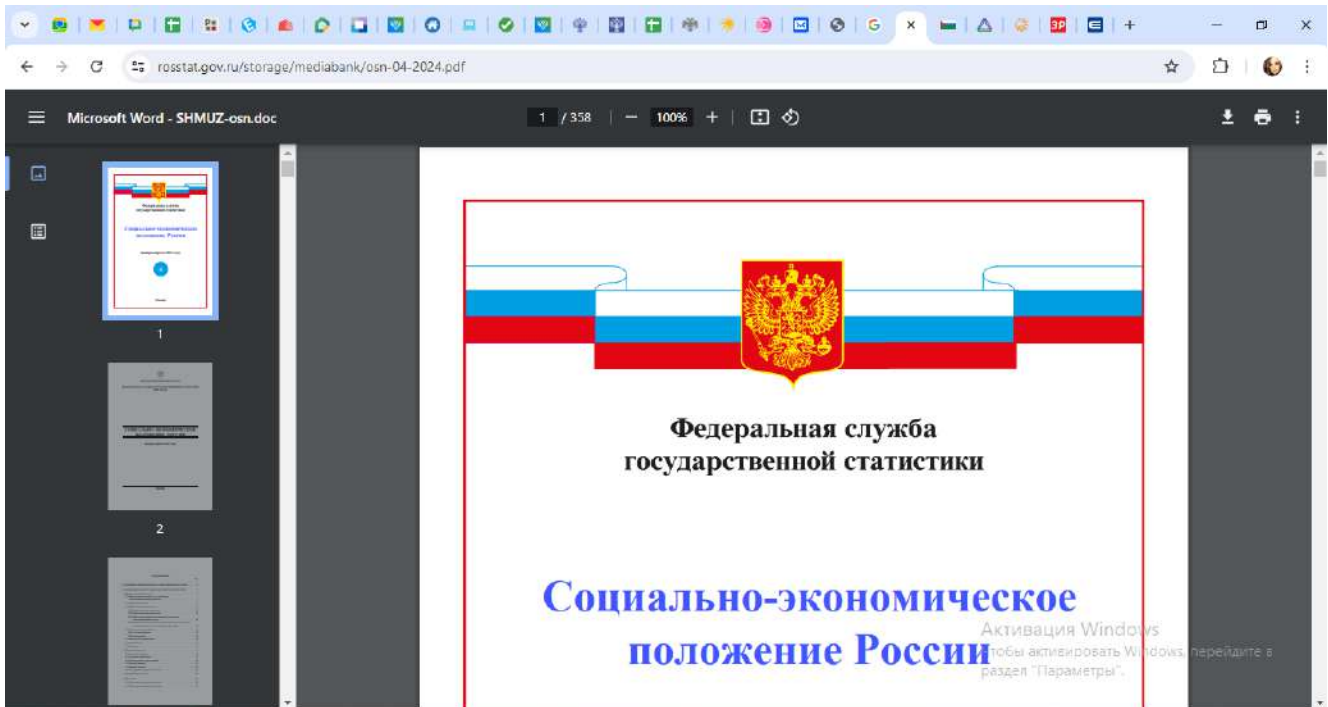 rosstat.gov.ru/storage/mediabank/osn-04-2024.pdf
Microsoft Word - SHMUZ-osn.doc
1 / 358
100%
1
2
Федеральная служба
государственной статистики
Социально-экономическое
положение России
Активация Windows
Чтобы активировать Windows, перейдите в
раздел "Параметры".